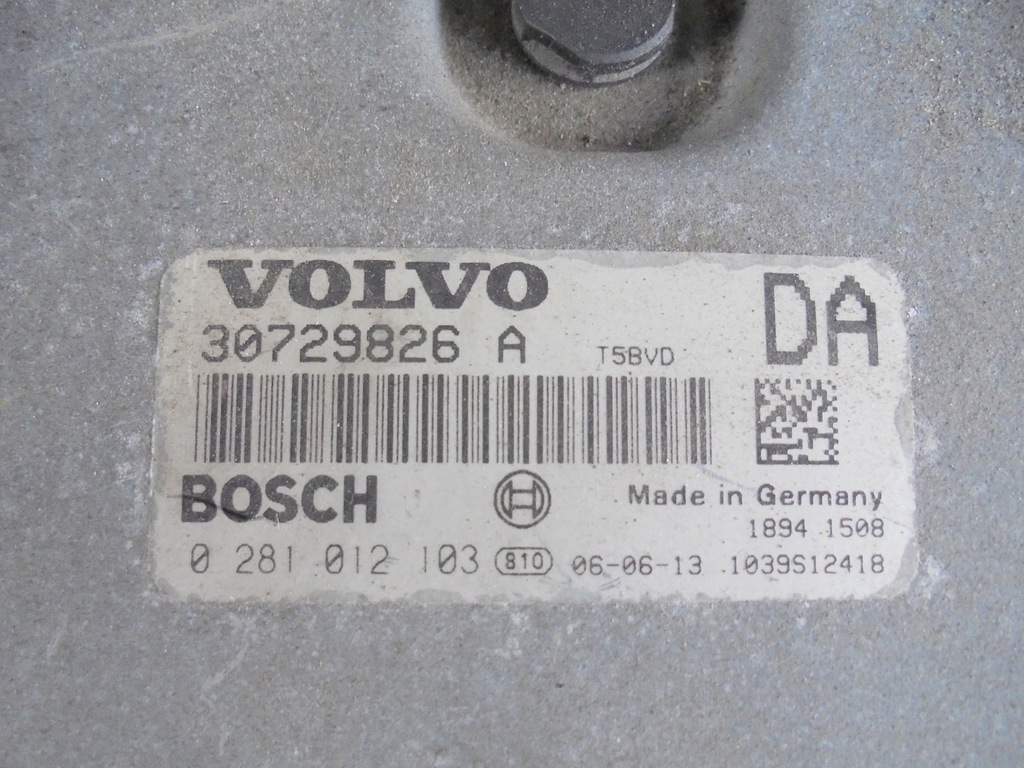 VOLVO
30729826 A T5BVD DA
BOSCH Made in Germany
1894 1508
0 281 012 103 810 06-06-13 1039S12418